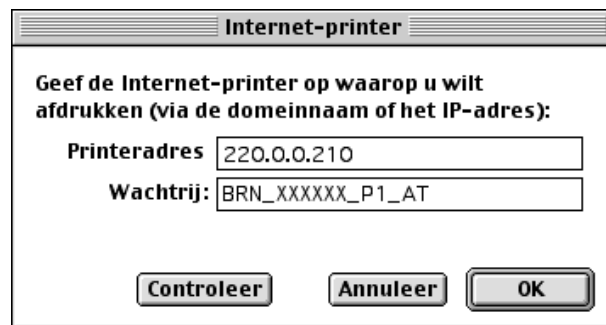 Internet-printer
Geef de Internet-printer op waarop u wilt
afdrukken (via de domeinnaam of het IP-adres):
Printeradres 220.0.0.210
Wachtrij: BRN_XXXXXX_P1_AT
Controleer Annuleer OK